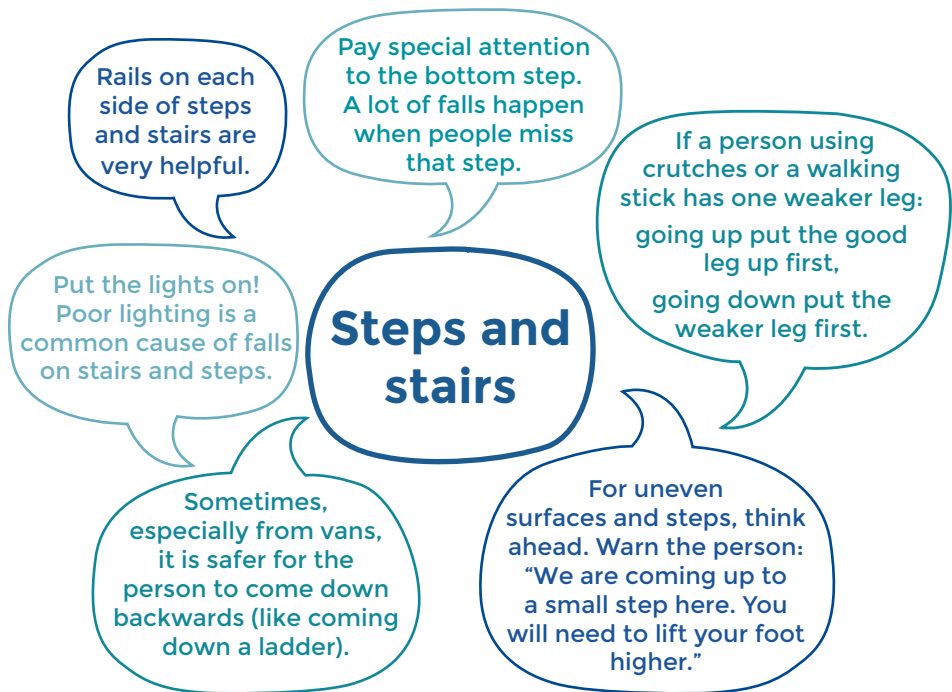 Rails on each
side of steps
and stairs are
very helpful.
Pay special attention
to the bottom step.
A lot of falls happen
when people miss
that step.
If a person using
crutches or a walking
stick has one weaker leg:
going up put the good
leg up first,
going down put the
weaker leg first.
Put the lights on!
Poor lighting is a
common cause of falls
on stairs and steps.
Steps and
stairs
Sometimes,
especially from vans,
it is safer for the
person to come down
backwards (like coming
down a ladder).
For uneven
surfaces and steps, think
ahead. Warn the person:
“We are coming up to
a small step here. You
will need to lift your foot
higher.”